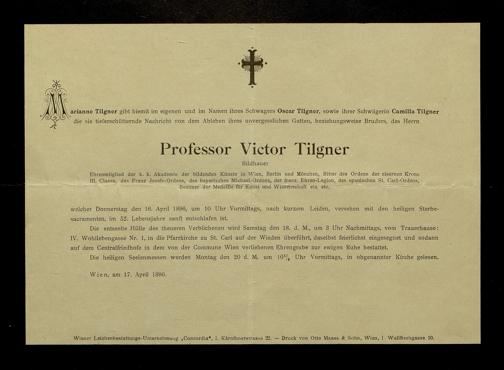 Marianne Tilgner gibt hiemit im eigenen und im Namen ihres Schwagers Oscar Tilgner, sowie ihrer Schwägerin Camilla Tilgner
die sie tieferschütternde Nachricht von dem Ableben ihres unvergesslichen Gatten, beziehungsweise Bruders, des Herrn
Professor Victor Tilgner
Bildhauer
Ehrenmitglied der k. k. Akademie der bildenden Künste in Wien, Berlin und München, Ritter des Ordens der eisernen Krone
III. Classe, des Franz Josefs-Ordens, des bayerischen Michael-Ordens, der franz. Ehren-Legion, des spanischen St. Carl-Ordens,
Besitzer der Medaille für Kunst und Wissenschaft etc. etc.
welcher Donnerstag den 16. April 1896, um 10 Uhr Vormittags, nach kurzem Leiden, versehen mit den heiligen Sterbe-
sacramenten, im 52. Lebensjahre sanft entschlafen ist.
Die entseelte Hülle des theueren Verblichenen wird Samstag den 18. d. M., um 3 Uhr Nachmittags, vom Trauerhause:
IV. Wohllebengasse Nr. 1, in die Pfarrkirche zu St. Carl auf der Wieden überführt, daselbst feierlichst eingesegnet und sodann
auf dem Centralfriedhofe in dem von der Commune Wien verliehenen Ehrengrabe zur ewigen Ruhe bestattet.
Die heiligen Seelenmessen werden Montag den 20 d. M. um 10½ Uhr Vormittags, in obgenannter Kirche gelesen.
Wien, am 17. April 1896.
Wiener Leichenbestattungs-Unternehmung „Concordia", I. Kärnthnerstrasse 22. — Druck von Otto Maass & Sohn, Wien, I. Wallfischgasse 10.